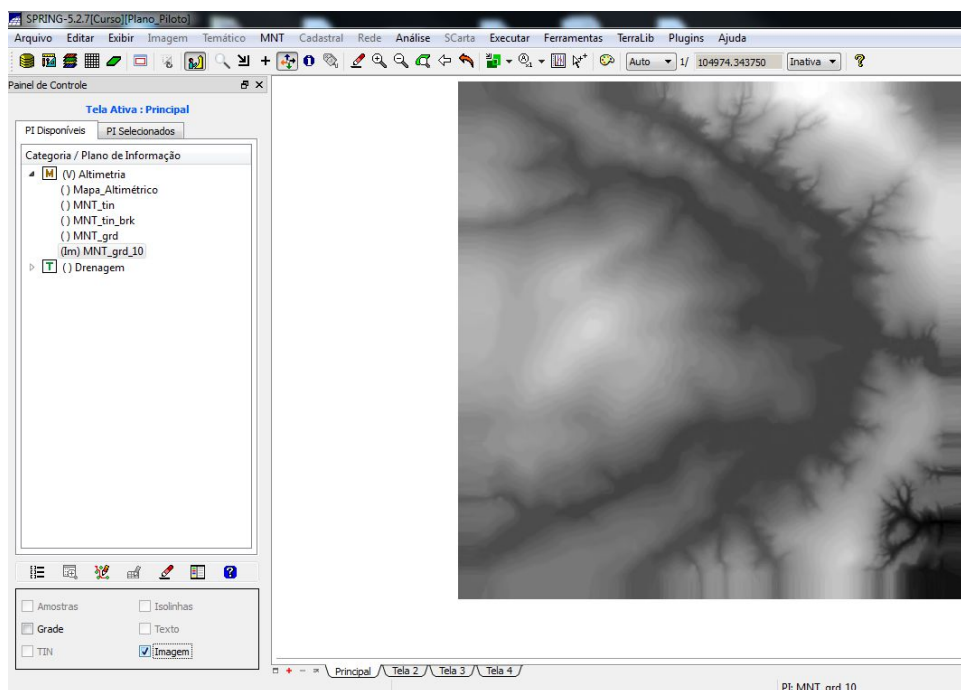 SPRING-5.2.7[Curso][Plano_Piloto]
Arquivo Editar Exibir Imagem Temático MNT Cadastral Rede Análise SCarta Executar Ferramentas TerraLib Plugins Ajuda
Auto 1/ 104974.343750 Inativa
Painel de Controle
Tela Ativa : Principal
PI Disponíveis PI Selecionados
Categoria / Plano de Informação
M (V) Altimetria
( ) Mapa_Altimétrico
( ) MNT_tin
( ) MNT_tin_brk
( ) MNT_grd
(Im) MNT_grd_10
T ( ) Drenagem
Amostras Isolinhas
Grade Texto
TIN Imagem
Principal Tela 2 Tela 3 Tela 4
PI: MNT_grd_10